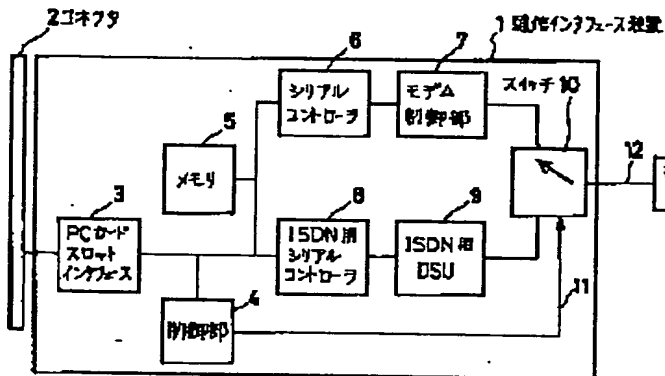 2 コネクタ
1 通信インタフェース装置
6
シリアル
コントローラ
7
モデム
制御部
スイッチ 10
5
メモリ
12
3
PCカード
スロット
インタフェース
8
ISDN用
シリアル
コントローラ
9
ISDN用
DSU
4
制御部
11